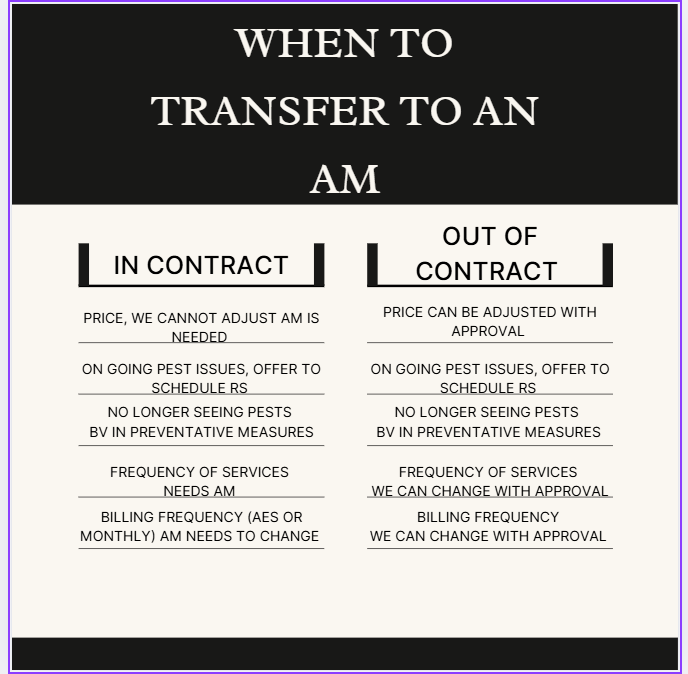 WHEN TO
TRANSFER TO AN
AM
IN CONTRACT
PRICE, WE CANNOT ADJUST AM IS
NEEDED
ON GOING PEST ISSUES, OFFER TO
SCHEDULE RS
NO LONGER SEEING PESTS
BV IN PREVENTATIVE MEASURES
FREQUENCY OF SERVICES
NEEDS AM
BILLING FREQUENCY (AES OR
MONTHLY) AM NEEDS TO CHANGE
OUT OF
CONTRACT
PRICE CAN BE ADJUSTED WITH
APPROVAL
ON GOING PEST ISSUES, OFFER TO
SCHEDULE RS
NO LONGER SEEING PESTS
BV IN PREVENTATIVE MEASURES
FREQUENCY OF SERVICES
WE CAN CHANGE WITH APPROVAL
BILLING FREQUENCY
WE CAN CHANGE WITH APPROVAL